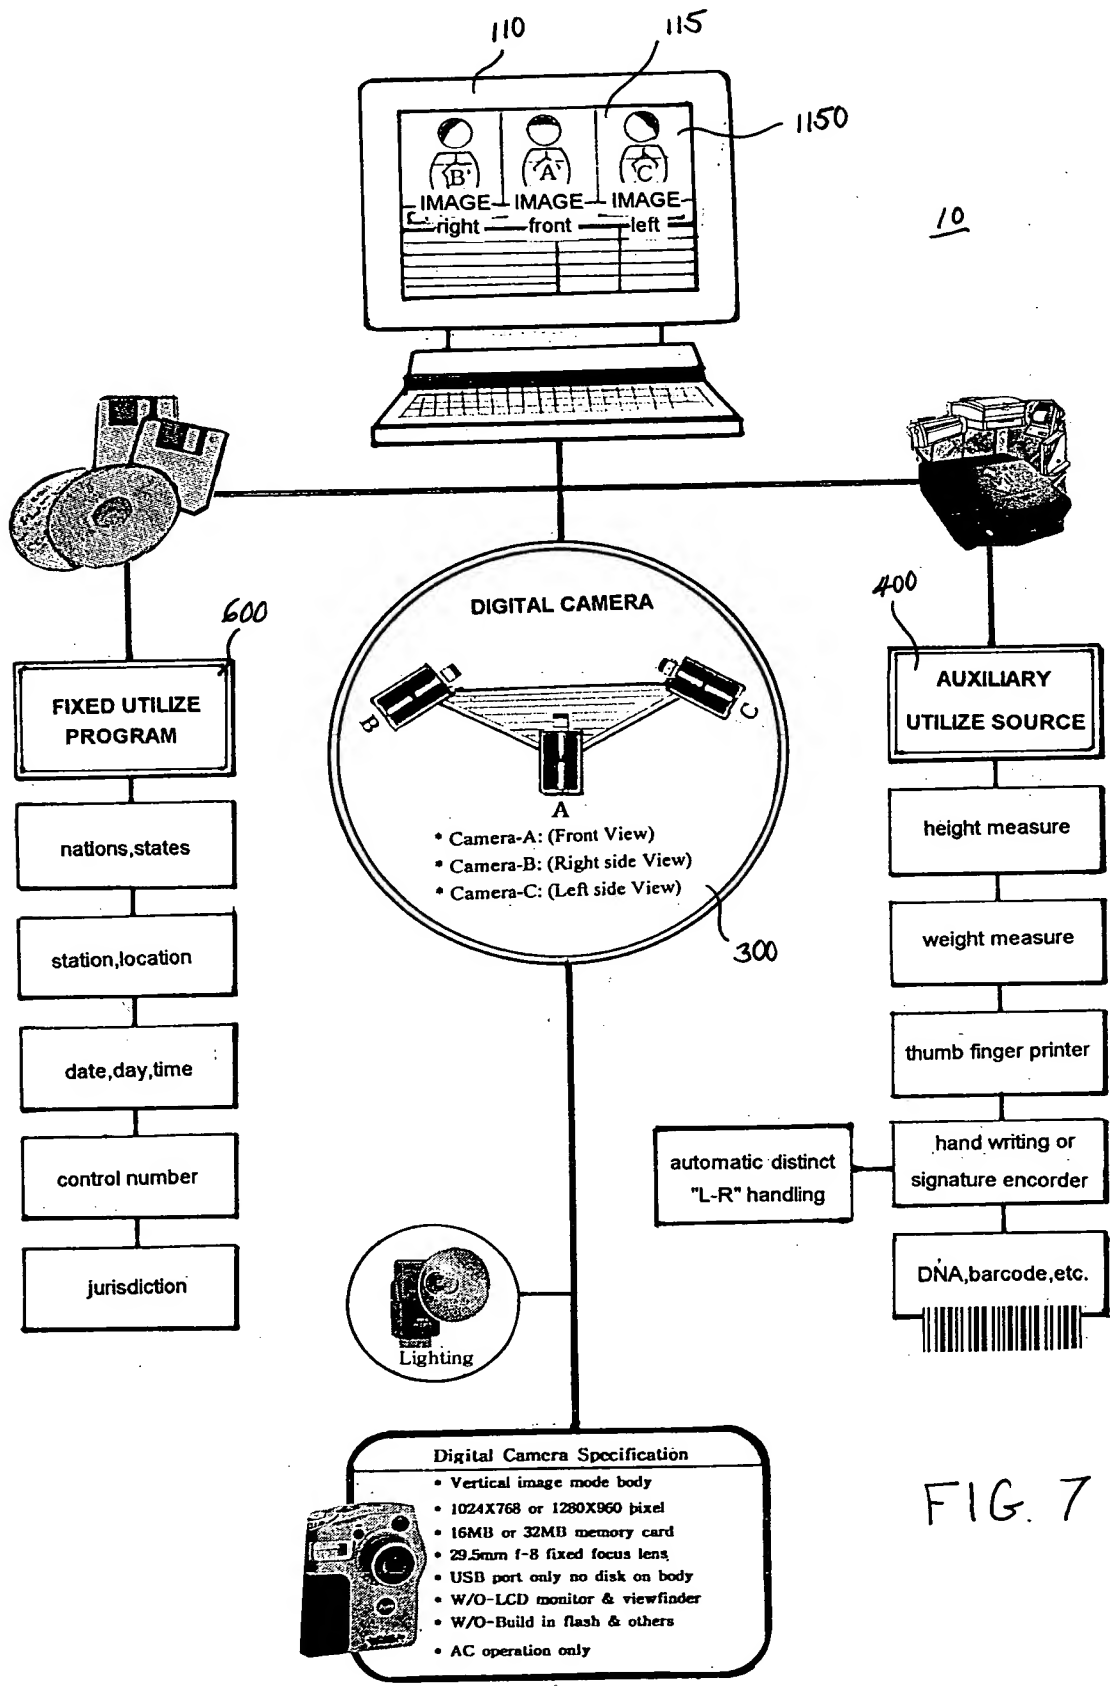 110
115
1150
B
A
C
IMAGE IMAGE IMAGE
right front left
10
DIGITAL CAMERA
B
C
A
* Camera-A: (Front View)
* Camera-B: (Right side View)
* Camera-C: (Left side View)
300
600
FIXED UTILIZE
PROGRAM
nations,states
station,location
date,day,time
control number
jurisdiction
400
AUXILIARY
UTILIZE SOURCE
height measure
weight measure
thumb finger printer
hand writing or
signature encorder
automatic distinct
"L-R" handling
DNA,barcode,etc.
Lighting
Digital Camera Specification
• Vertical image mode body
• 1024X768 or 1280X960 pixel
• 16MB or 32MB memory card
• 29.5mm f-8 fixed focus lens
• USB port only no disk on body
• W/O-LCD monitor & viewfinder
• W/O-Build in flash & others
• AC operation only
FIG. 7